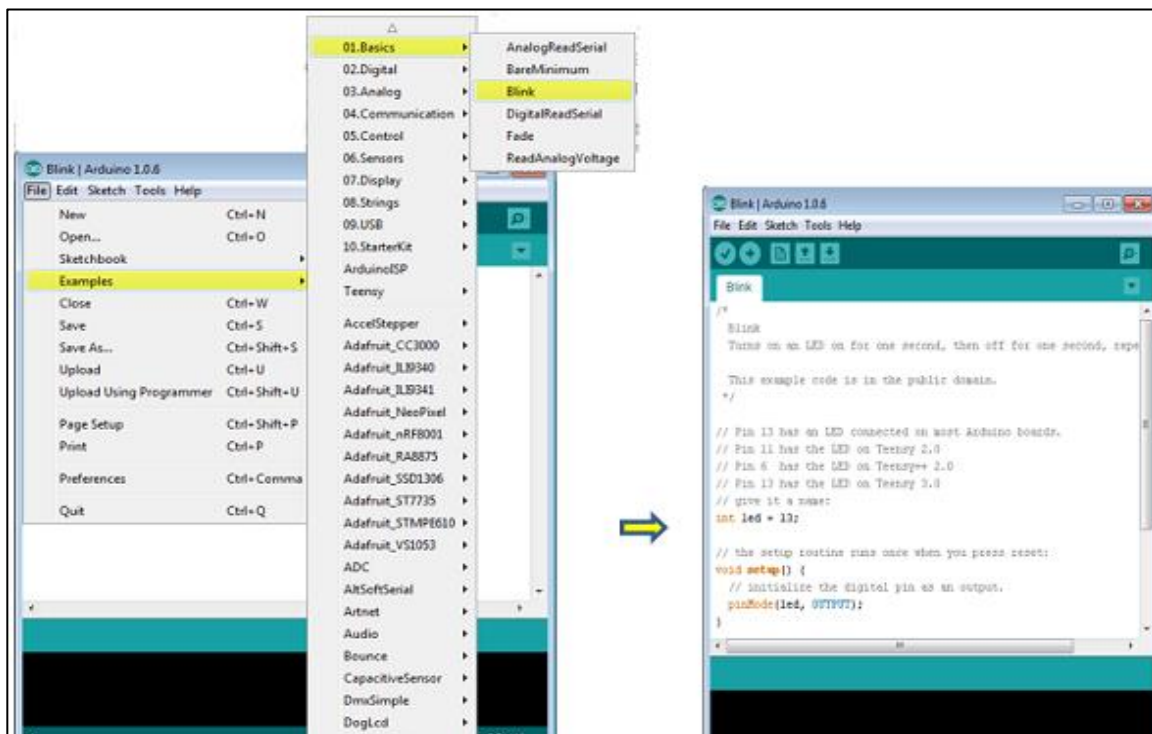 01.Basics
02.Digital
03.Analog
04.Communication
05.Control
06.Sensors
07.Display
08.Strings
09.USB
10.StarterKit
ArduinoISP
Teensy
AccelStepper
Adafruit_CC3000
Adafruit_ILI9340
Adafruit_ILI9341
Adafruit_NeoPixel
Adafruit_nRF8001
Adafruit_RA8875
Adafruit_SSD1306
Adafruit_ST7735
Adafruit_STMPE610
Adafruit_VS1053
ADC
AltSoftSerial
Artnet
Audio
Bounce
CapacitiveSensor
DmxSimple
DogLcd
AnalogReadSerial
BareMinimum
Blink
DigitalReadSerial
Fade
ReadAnalogVoltage
Blink | Arduino 1.0.6
File Edit Sketch Tools Help
New Ctrl+N
Open... Ctrl+O
Sketchbook
Examples
Close Ctrl+W
Save Ctrl+S
Save As... Ctrl+Shift+S
Upload Ctrl+U
Upload Using Programmer Ctrl+Shift+U
Page Setup Ctrl+Shift+P
Print Ctrl+P
Preferences Ctrl+Comma
Quit Ctrl+Q
Blink | Arduino 1.0.6
File Edit Sketch Tools Help
Blink
/*
Blink
Turns on an LED on for one second, then off for one second, repe
This example code is in the public domain.
*/
// Pin 13 has an LED connected on most Arduino boards.
// Pin 11 has the LED on Teensy 2.0
// Pin 6 has the LED on Teensy++ 2.0
// Pin 13 has the LED on Teensy 3.0
// give it a name:
int led = 13;
// the setup routine runs once when you press reset:
void setup() {
// initialize the digital pin as an output.
pinMode(led, OUTPUT);
}